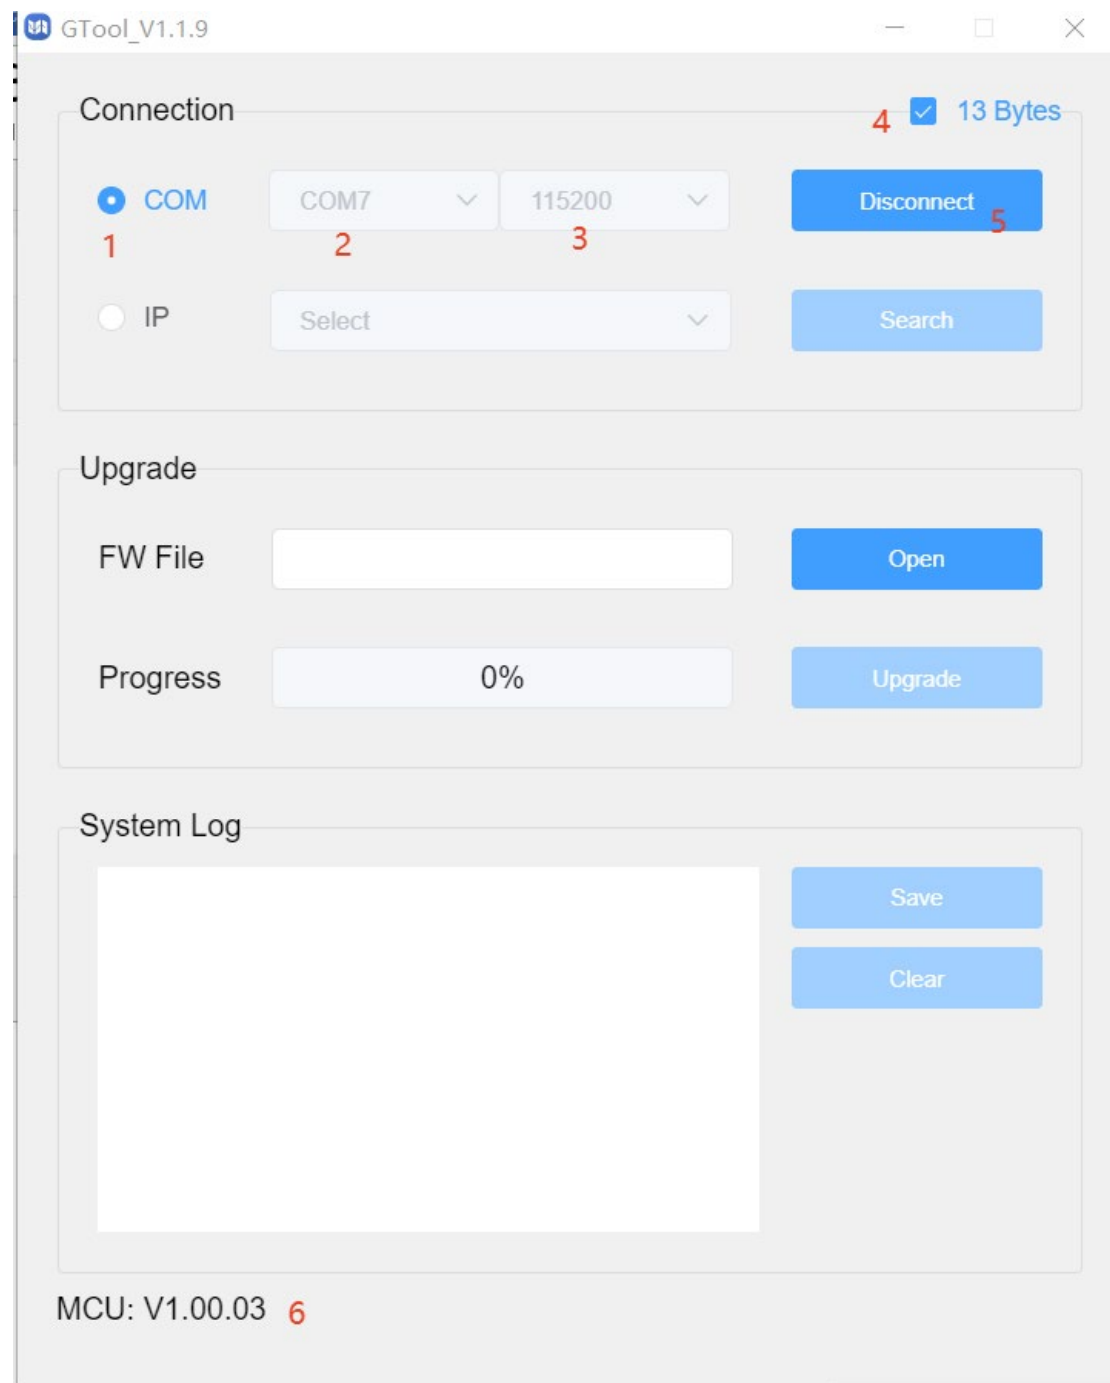 GTool_V1.1.9
Connection
4 13 Bytes
COM COM7 115200 Disconnect
1 2 3 5
IP Select Search
Upgrade
FW File Open
Progress 0% Upgrade
System Log
Save
Clear
MCU: V1.00.03 6